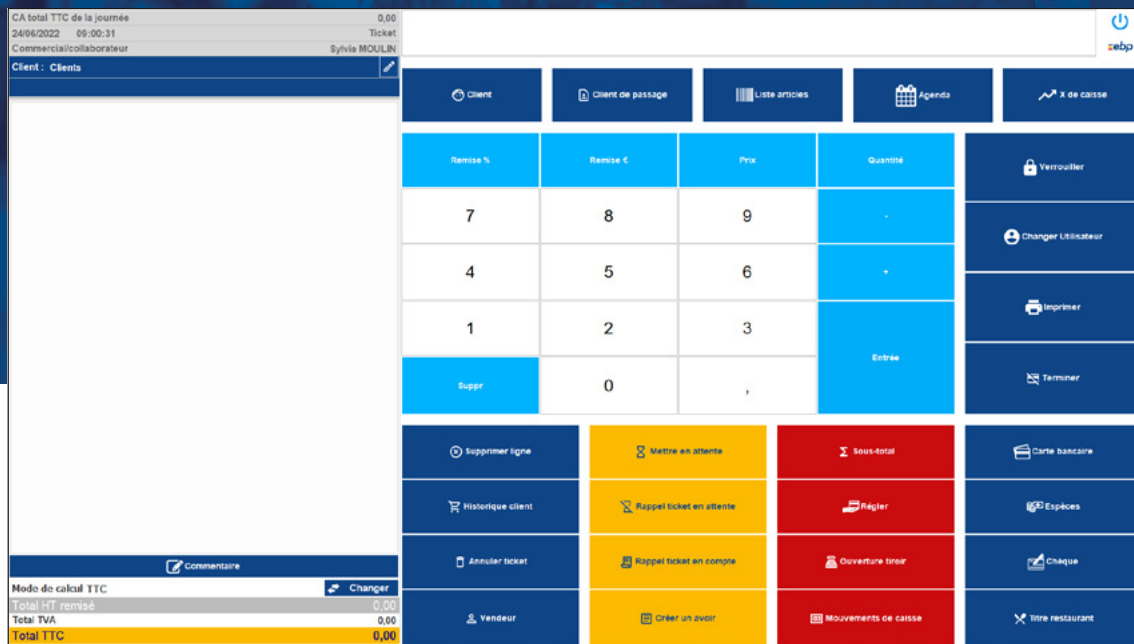 CA total TTC de la journée 0,00
24/06/2022 09:00:31 Ticket
Commercial/collaborateur Sylvie MOULIN
Client : Clients
ebp
Client
Client de passage
Liste articles
Agenda
X de caisse
Remise %
Remise €
Prix
Quantité
Verrouiller
7
8
9
-
Changer Utilisateur
4
5
6
+
Imprimer
1
2
3
Entrée
Terminer
Suppr
0
,
Supprimer ligne
Mettre en attente
Σ Sous-total
Carte bancaire
Historique client
Rappel ticket en attente
Régler
Espèces
Annuler ticket
Rappel ticket en compte
Ouverture tiroir
Chèque
Vendeur
Créer un avoir
Mouvements de caisse
Titre restaurant
Commentaire
Mode de calcul TTC Changer
Total HT remisé 0,00
Total TVA 0,00
Total TTC 0,00